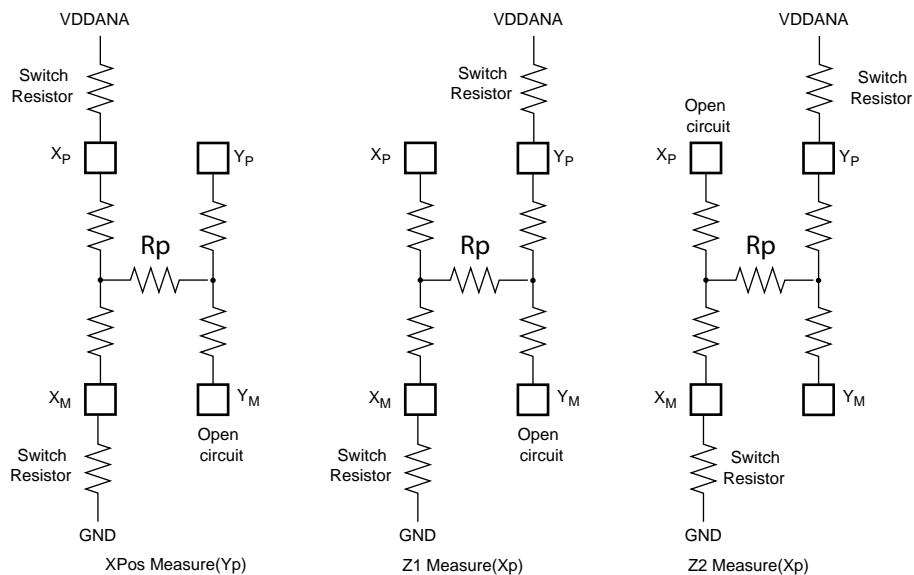 VDDANA
Switch
Resistor
XP
YP
Rp
XM
YM
Open
circuit
Switch
Resistor
GND
XPos Measure(Yp)
VDDANA
Switch
Resistor
XP
YP
Rp
XM
YM
Open
circuit
Switch
Resistor
GND
Z1 Measure(Xp)
VDDANA
Switch
Resistor
Open
circuit
XP
YP
Rp
XM
YM
Switch
Resistor
GND
Z2 Measure(Xp)